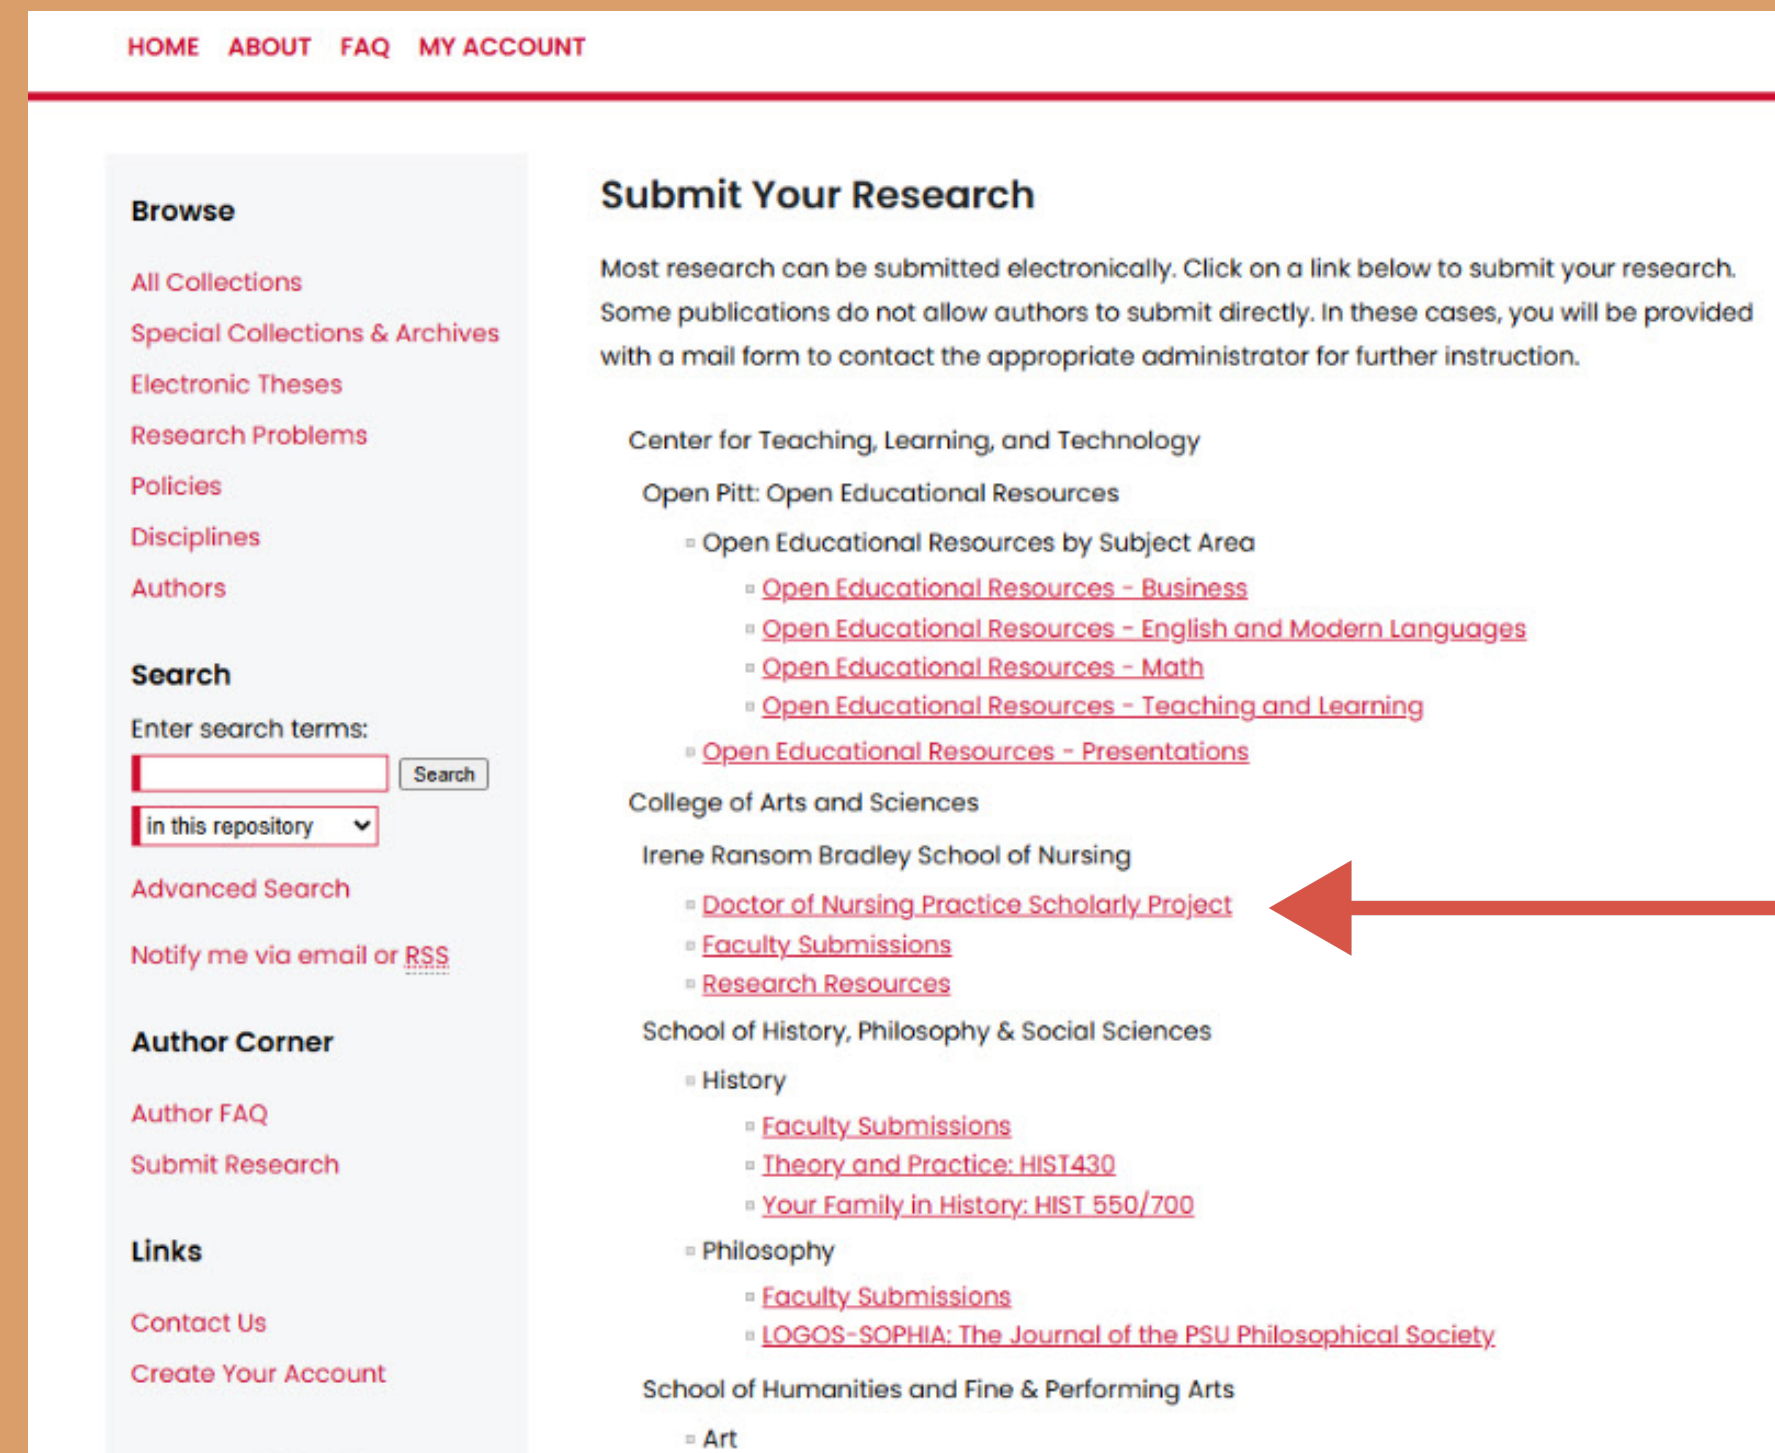 HOME ABOUT FAQ MY ACCOUNT
Browse
All Collections
Special Collections & Archives
Electronic Theses
Research Problems
Policies
Disciplines
Authors
Search
Enter search terms:
Search
in this repository
Advanced Search
Notify me via email or RSS
Author Corner
Author FAQ
Submit Research
Links
Contact Us
Create Your Account
Submit Your Research
Most research can be submitted electronically. Click on a link below to submit your research.
Some publications do not allow authors to submit directly. In these cases, you will be provided
with a mail form to contact the appropriate administrator for further instruction.
Center for Teaching, Learning, and Technology
Open Pitt: Open Educational Resources
Open Educational Resources by Subject Area
Open Educational Resources - Business
Open Educational Resources - English and Modern Languages
Open Educational Resources - Math
Open Educational Resources - Teaching and Learning
Open Educational Resources - Presentations
College of Arts and Sciences
Irene Ransom Bradley School of Nursing
Doctor of Nursing Practice Scholarly Project
Faculty Submissions
Research Resources
School of History, Philosophy & Social Sciences
History
Faculty Submissions
Theory and Practice: HIST430
Your Family in History: HIST 550/700
Philosophy
Faculty Submissions
LOGOS-SOPHIA: The Journal of the PSU Philosophical Society
School of Humanities and Fine & Performing Arts
Art